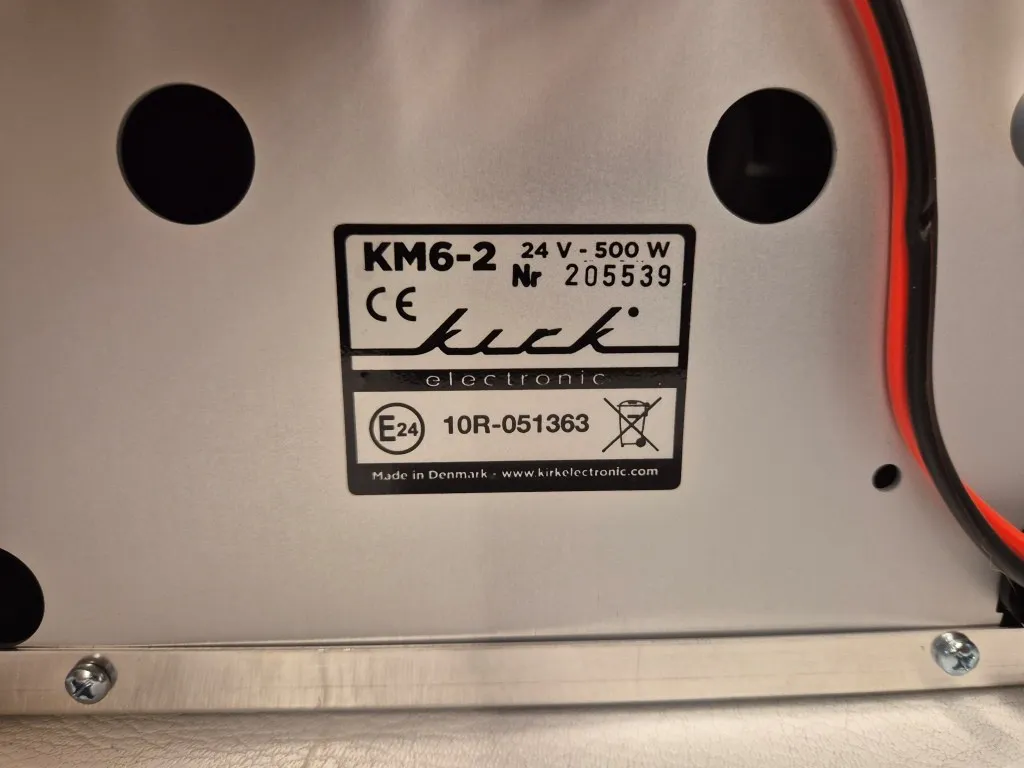 KM6-2 24 V - 500 W
Nr 205539
CE
kirk
electronic
E24 10R-051363
Made in Denmark - www.kirkelectronic.com